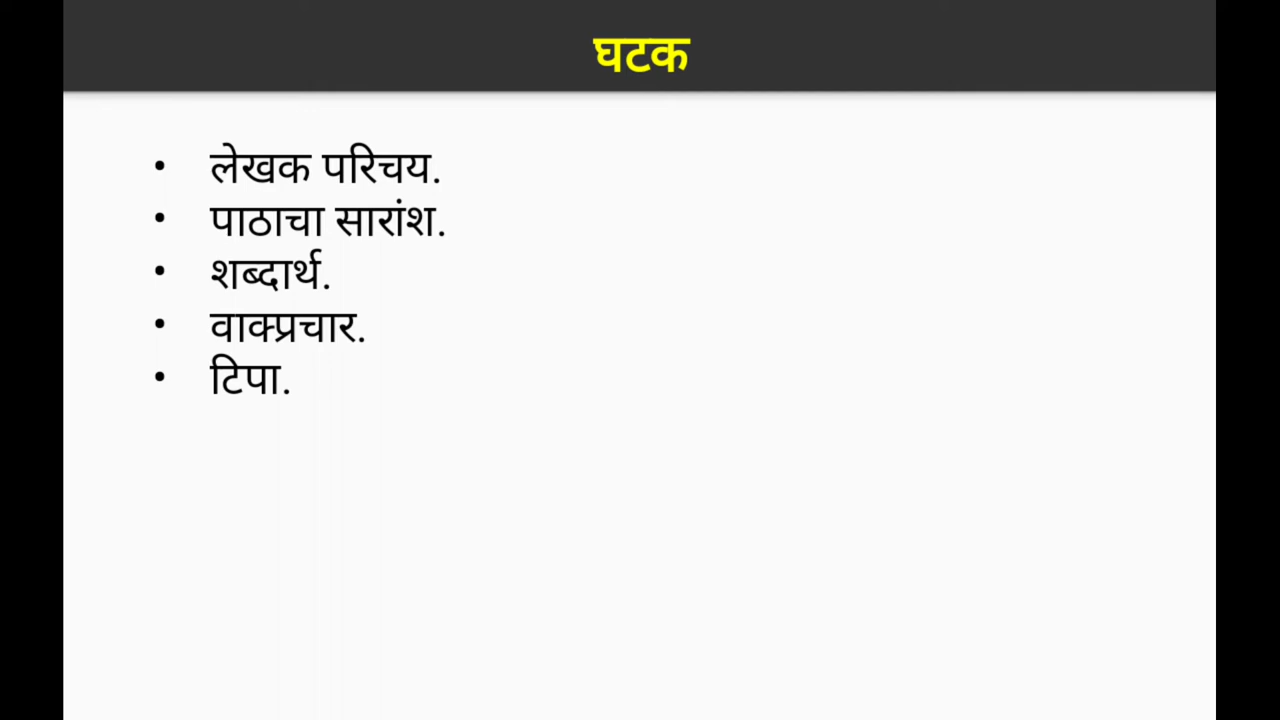 घटक
• लेखक परिचय.
• पाठाचा सारांश.
• शब्दार्थ.
• वाक्प्रचार.
• टिपा.